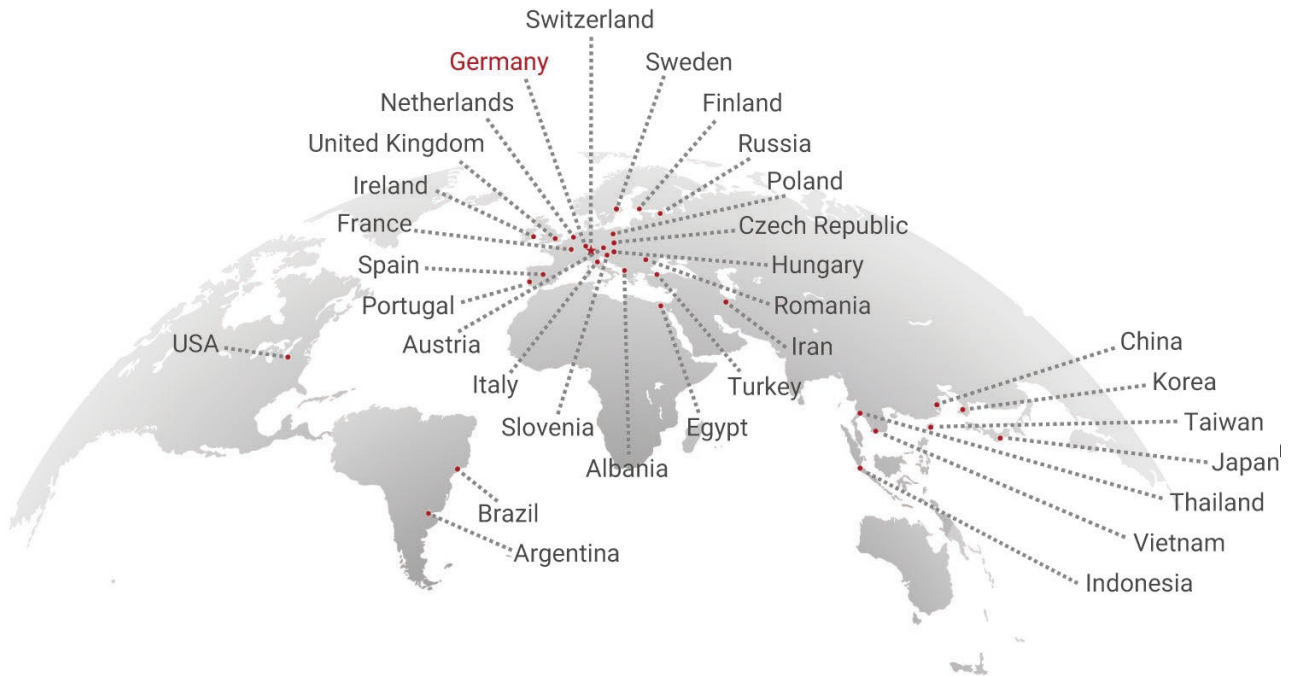 Switzerland
Germany
Sweden
Netherlands
Finland
United Kingdom
Russia
Ireland
Poland
France
Czech Republic
Spain
Hungary
Portugal
Romania
Austria
Iran
USA
China
Italy
Turkey
Korea
Slovenia
Egypt
Taiwan
Albania
Japan
Thailand
Brazil
Vietnam
Argentina
Indonesia